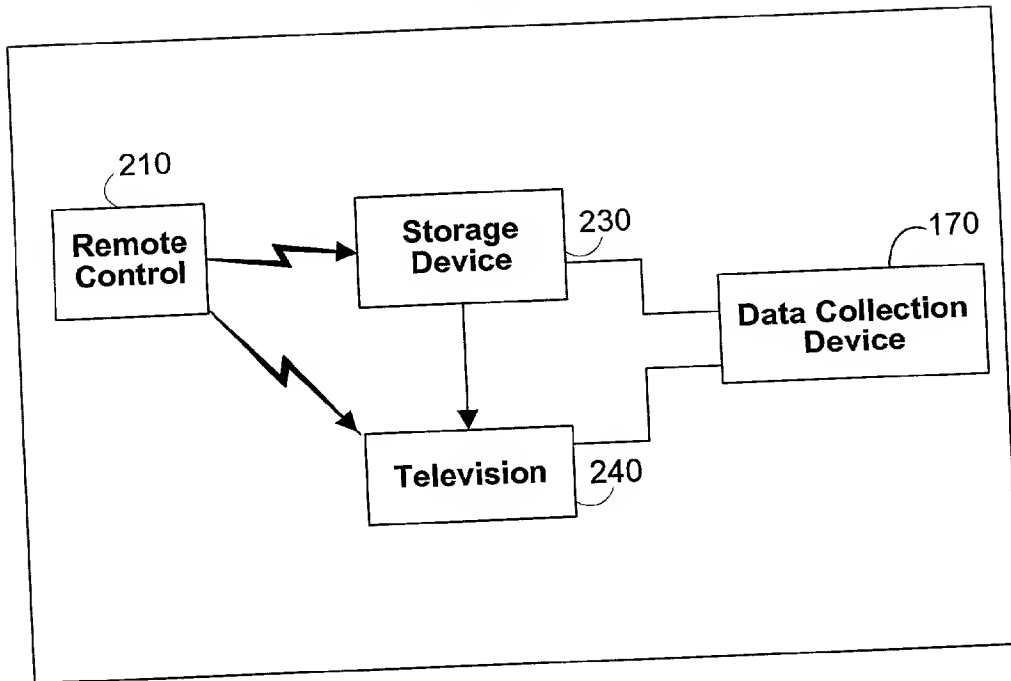 210
Remote
Control
Storage
Device
230
170
Data Collection
Device
Television
240